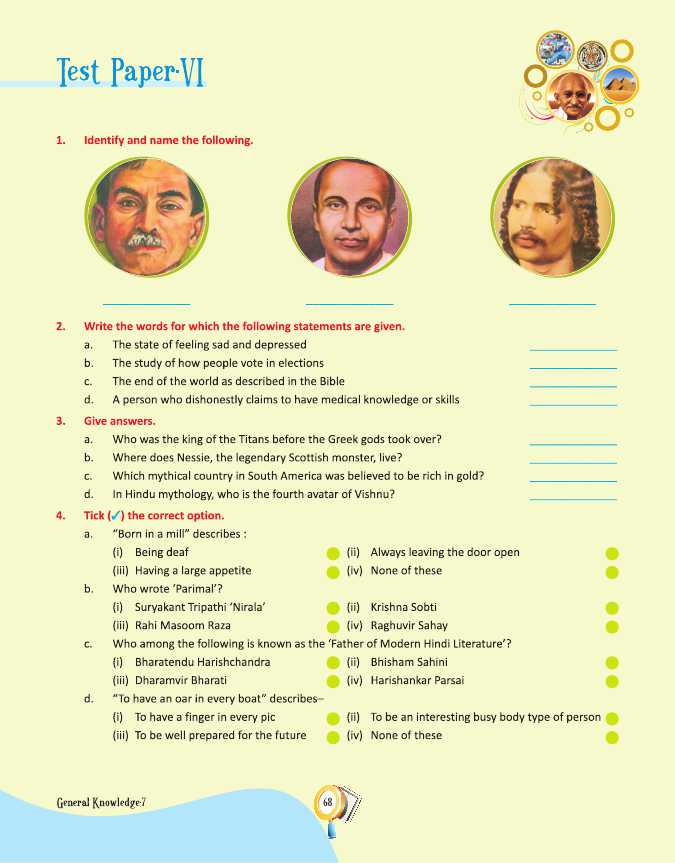 Test Paper-VI
1. Identify and name the following.
2. Write the words for which the following statements are given.
a. The state of feeling sad and depressed
b. The study of how people vote in elections
c. The end of the world as described in the Bible
d. A person who dishonestly claims to have medical knowledge or skills
3. Give answers.
a. Who was the king of the Titans before the Greek gods took over?
b. Where does Nessie, the legendary Scottish monster, live?
c. Which mythical country in South America was believed to be rich in gold?
d. In Hindu mythology, who is the fourth avatar of Vishnu?
4. Tick (✓) the correct option.
a. “Born in a mill” describes :
(i) Being deaf (ii) Always leaving the door open
(iii) Having a large appetite (iv) None of these
b. Who wrote ‘Parimal’?
(i) Suryakant Tripathi ‘Nirala’ (ii) Krishna Sobti
(iii) Rahi Masoom Raza (iv) Raghuvir Sahay
c. Who among the following is known as the ‘Father of Modern Hindi Literature’?
(i) Bharatendu Harishchandra (ii) Bhisham Sahini
(iii) Dharamvir Bharati (iv) Harishankar Parsai
d. “To have an oar in every boat” describes–
(i) To have a finger in every pic (ii) To be an interesting busy body type of person
(iii) To be well prepared for the future (iv) None of these
General Knowledge-7
68